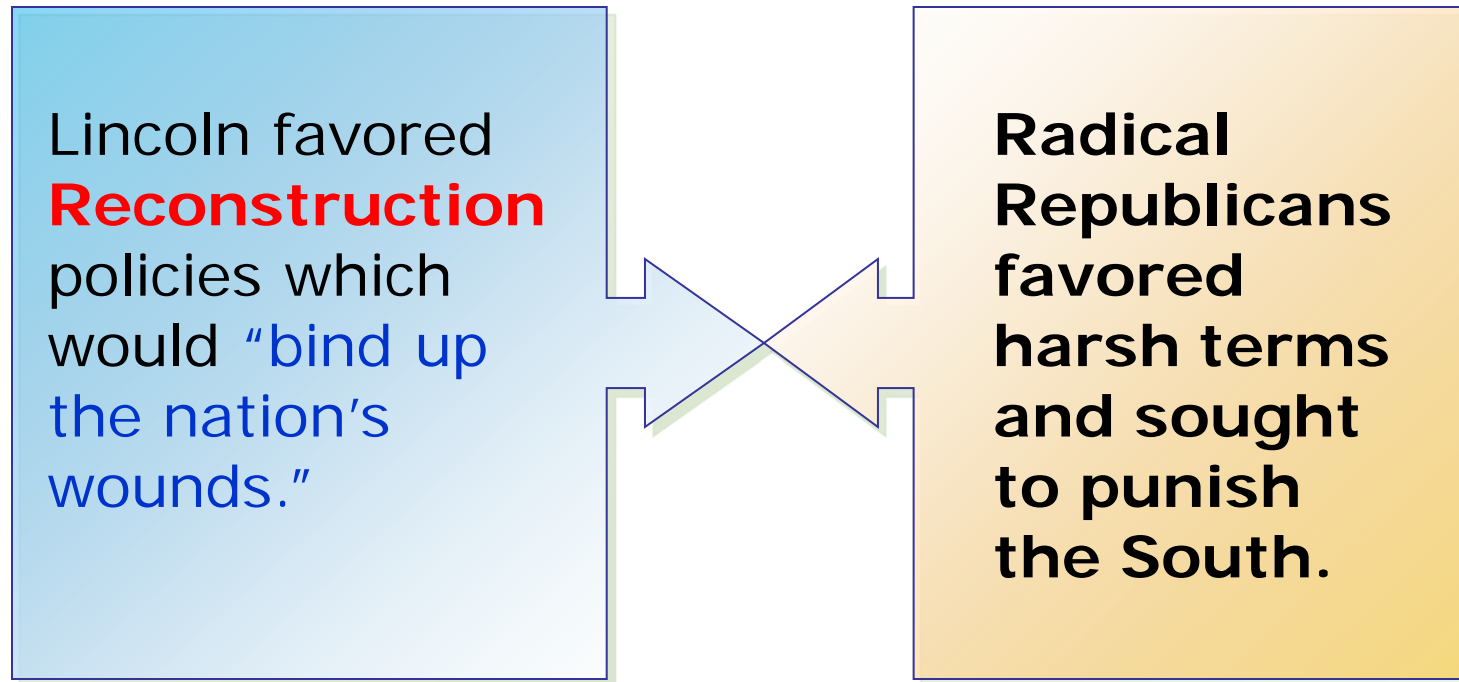 Lincoln favored
Reconstruction
policies which
would “bind up
the nation’s
wounds.”
Radical
Republicans
favored
harsh terms
and sought
to punish
the South.